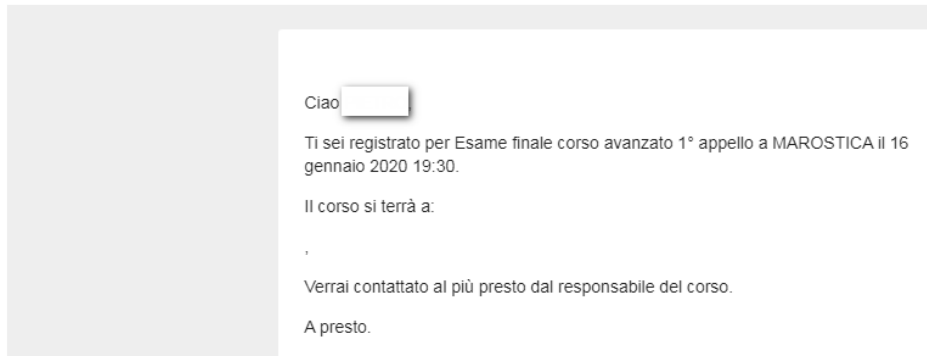 Ciao ,
Ti sei registrato per Esame finale corso avanzato 1° appello a MAROSTICA il 16
gennaio 2020 19:30.
Il corso si terrà a:
,
Verrai contattato al più presto dal responsabile del corso.
A presto.